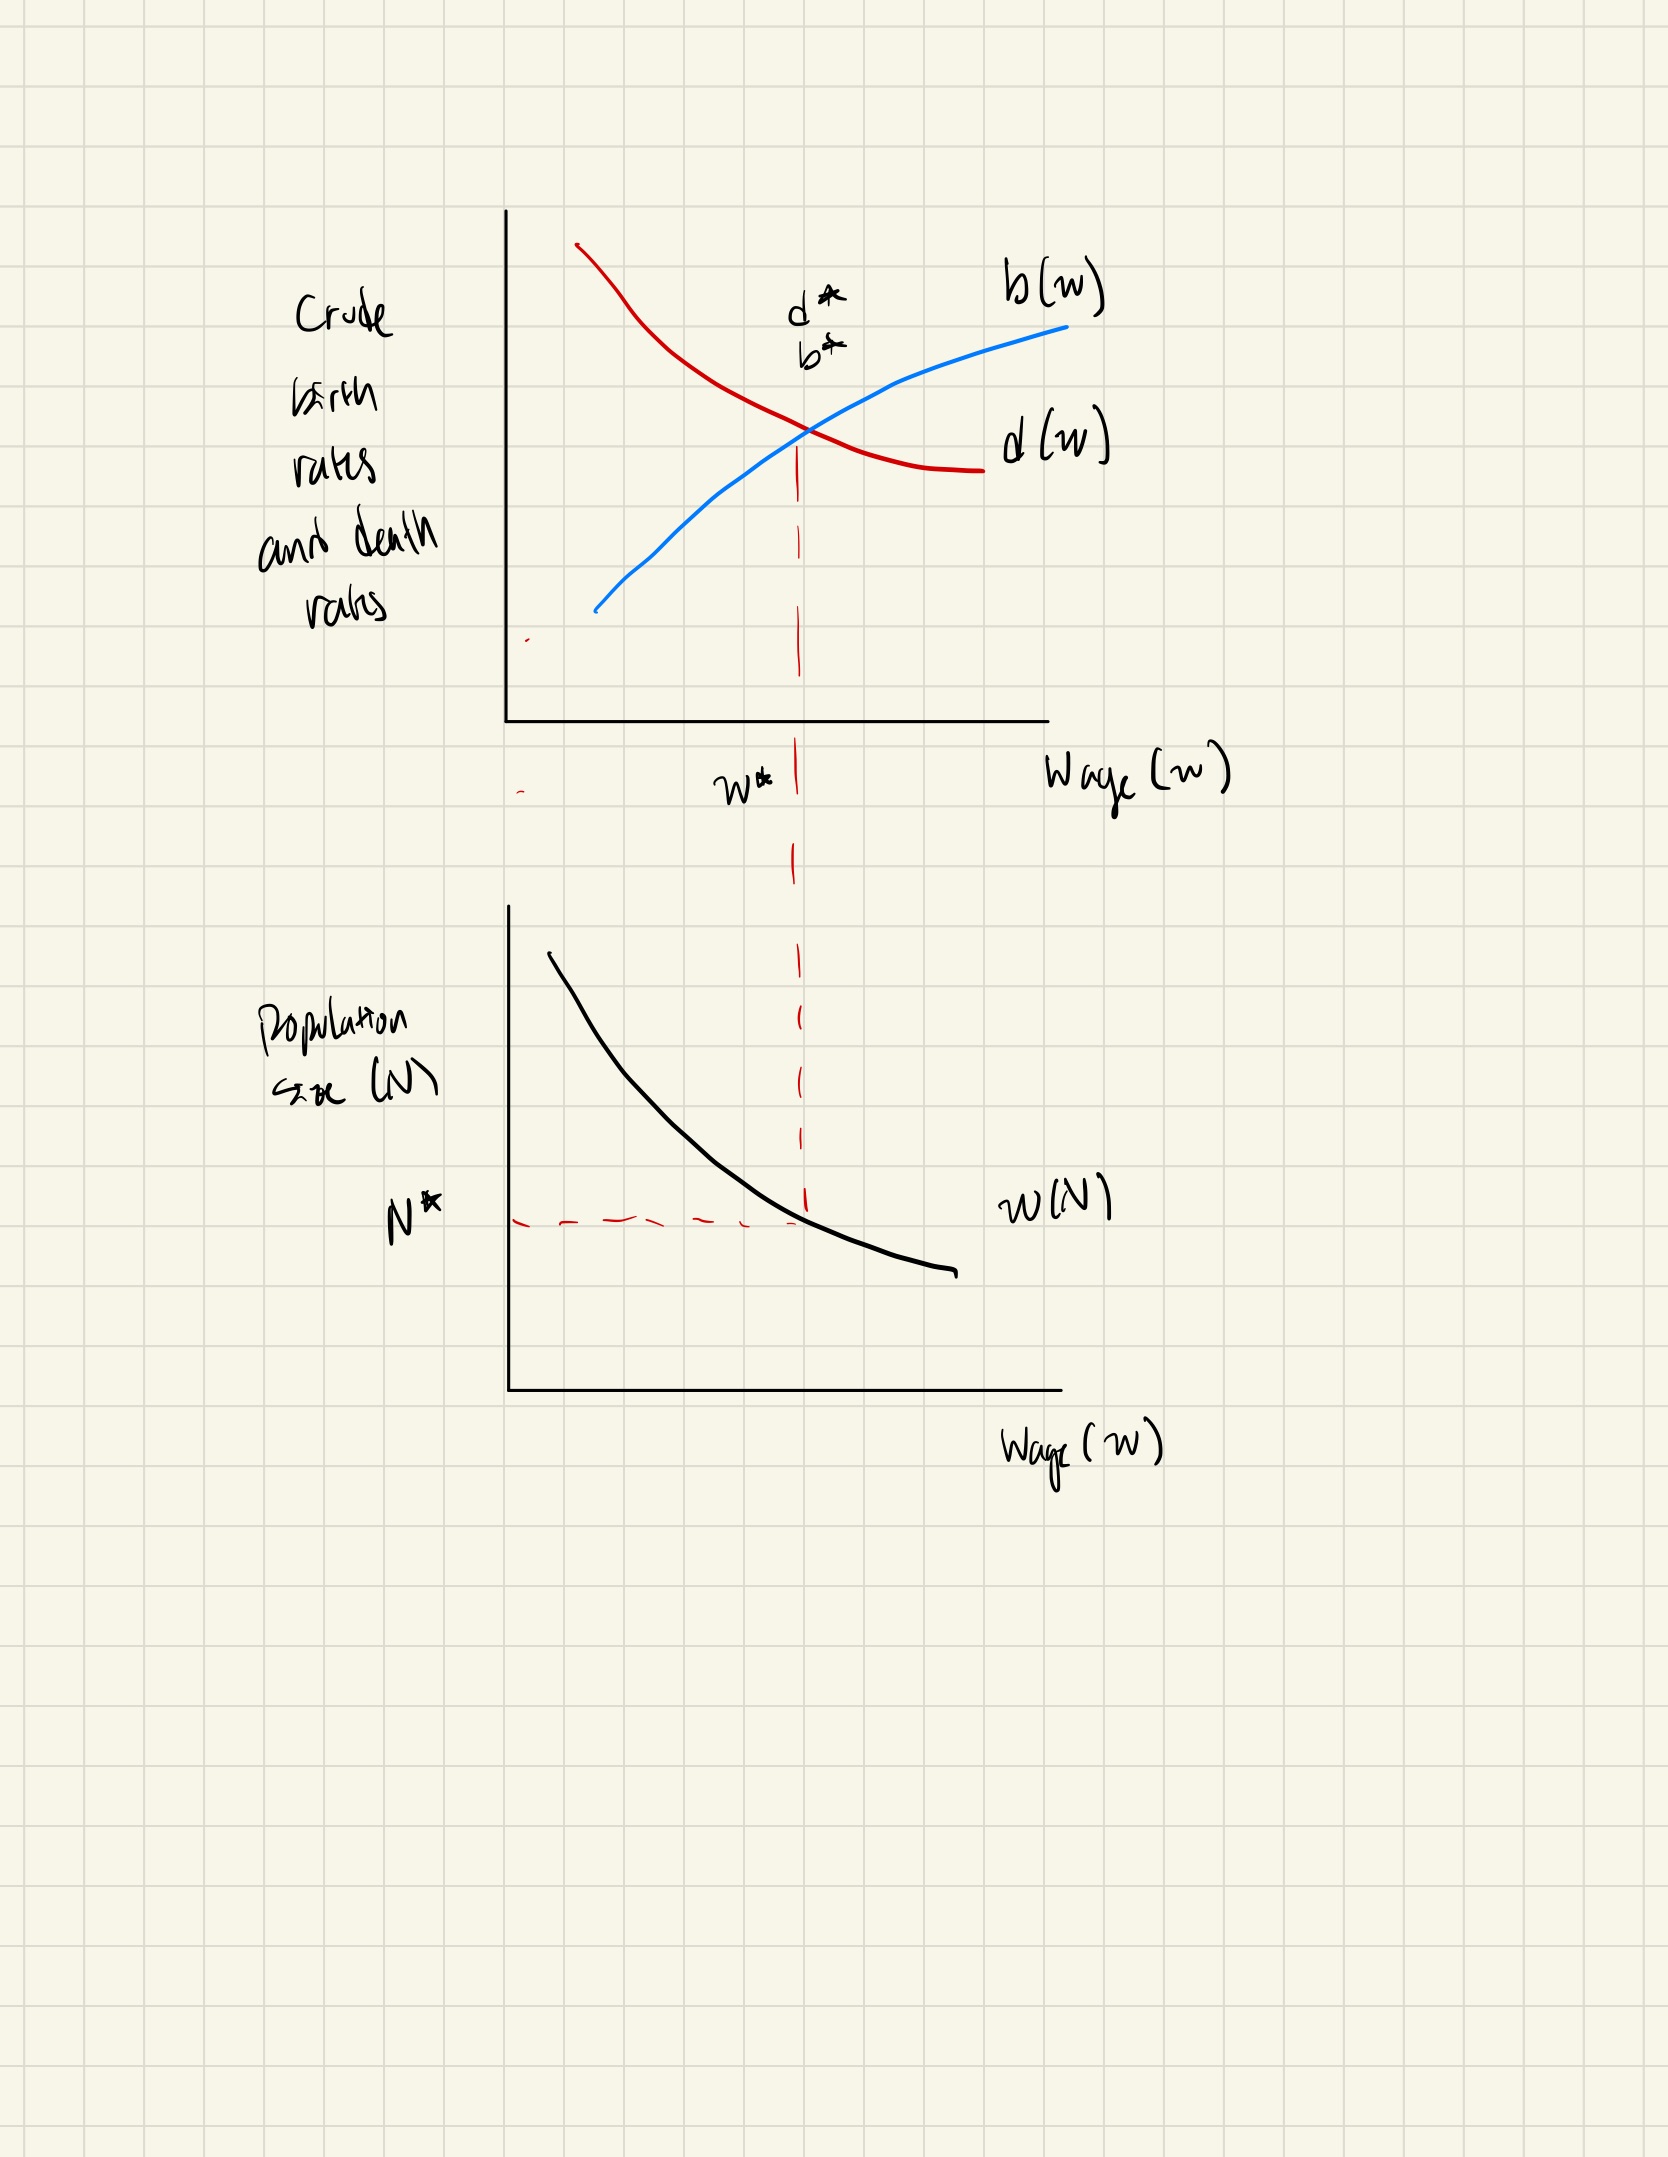 Crude
birth
rates
and death
rates
d*
b*
b(w)
d(w)
w*
Wage (w)
Population
size (N)
N*
w(N)
Wage (w)